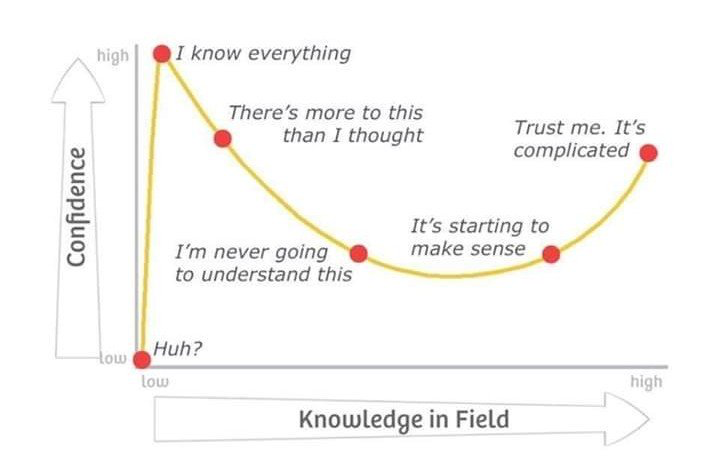 high
I know everything
There's more to this
than I thought
Trust me. It's
complicated
It's starting to
make sense
I'm never going
to understand this
Confidence
Huh?
low
low
high
Knowledge in Field